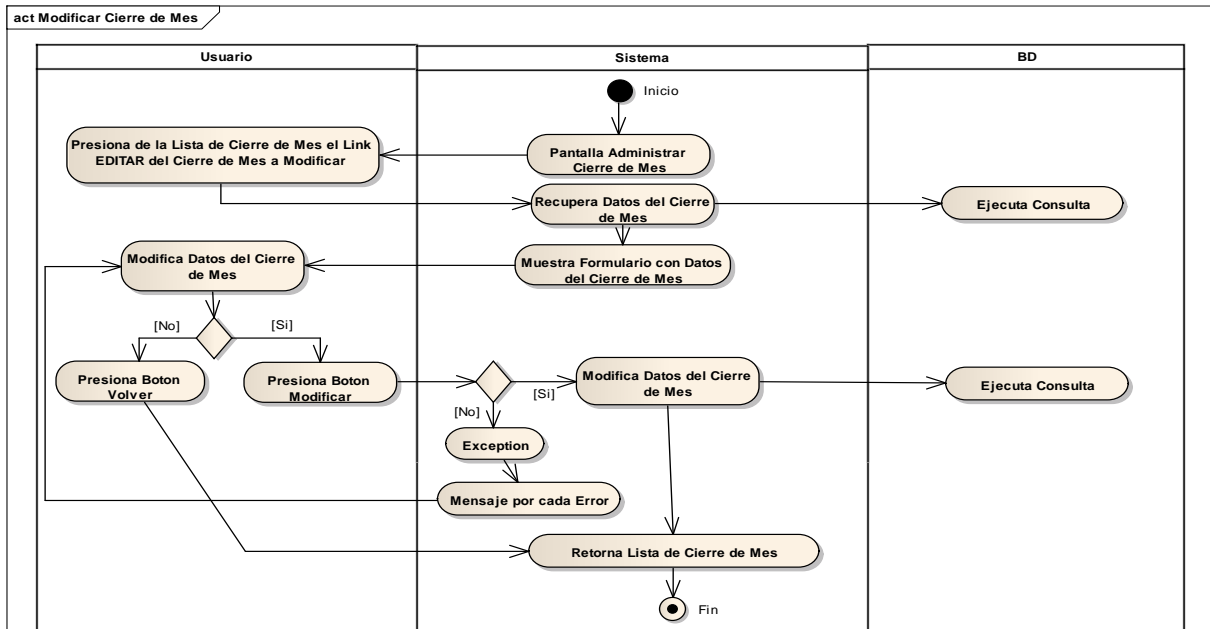 act Modificar Cierre de Mes
Usuario
Sistema
BD
Inicio
Presiona de la Lista de Cierre de Mes el Link
EDITAR del Cierre de Mes a Modificar
Pantalla Administrar
Cierre de Mes
Recupera Datos del Cierre
de Mes
Ejecuta Consulta
Modifica Datos del Cierre
de Mes
Muestra Formulario con Datos
del Cierre de Mes
[No]
[Si]
Presiona Boton
Volver
Presiona Boton
Modificar
[Si]
Modifica Datos del Cierre
de Mes
Ejecuta Consulta
[No]
Exception
Mensaje por cada Error
Retorna Lista de Cierre de Mes
Fin